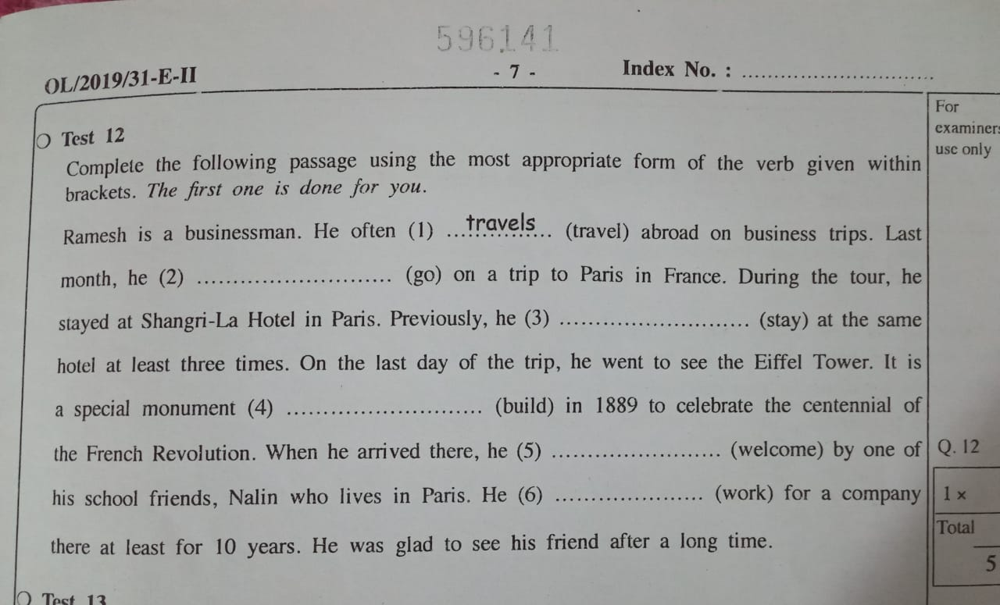 596141
OL/2019/31-E-II
- 7 -
Index No. : ..............................
For
examiners
use only
Test 12
Complete the following passage using the most appropriate form of the verb given within
brackets. The first one is done for you.
Ramesh is a businessman. He often (1) ...travels... (travel) abroad on business trips. Last
month, he (2) ........................... (go) on a trip to Paris in France. During the tour, he
stayed at Shangri-La Hotel in Paris. Previously, he (3) .......................... (stay) at the same
hotel at least three times. On the last day of the trip, he went to see the Eiffel Tower. It is
a special monument (4) ........................... (build) in 1889 to celebrate the centennial of
the French Revolution. When he arrived there, he (5) ....................... (welcome) by one of
his school friends, Nalin who lives in Paris. He (6) ..................... (work) for a company
there at least for 10 years. He was glad to see his friend after a long time.
Q. 12
1 ×
Total
5
Test 13